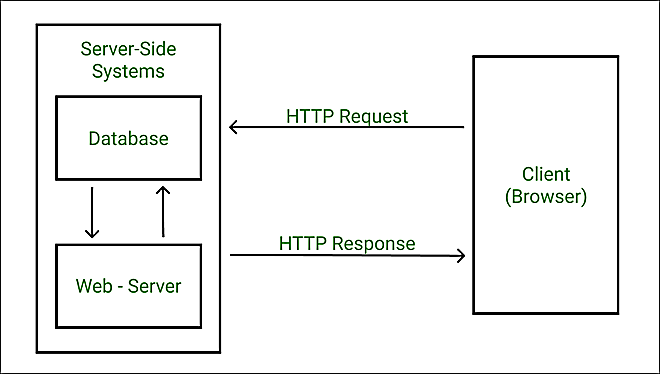 Server-Side
Systems
Database
Web - Server
HTTP Request
HTTP Response
Client
(Browser)